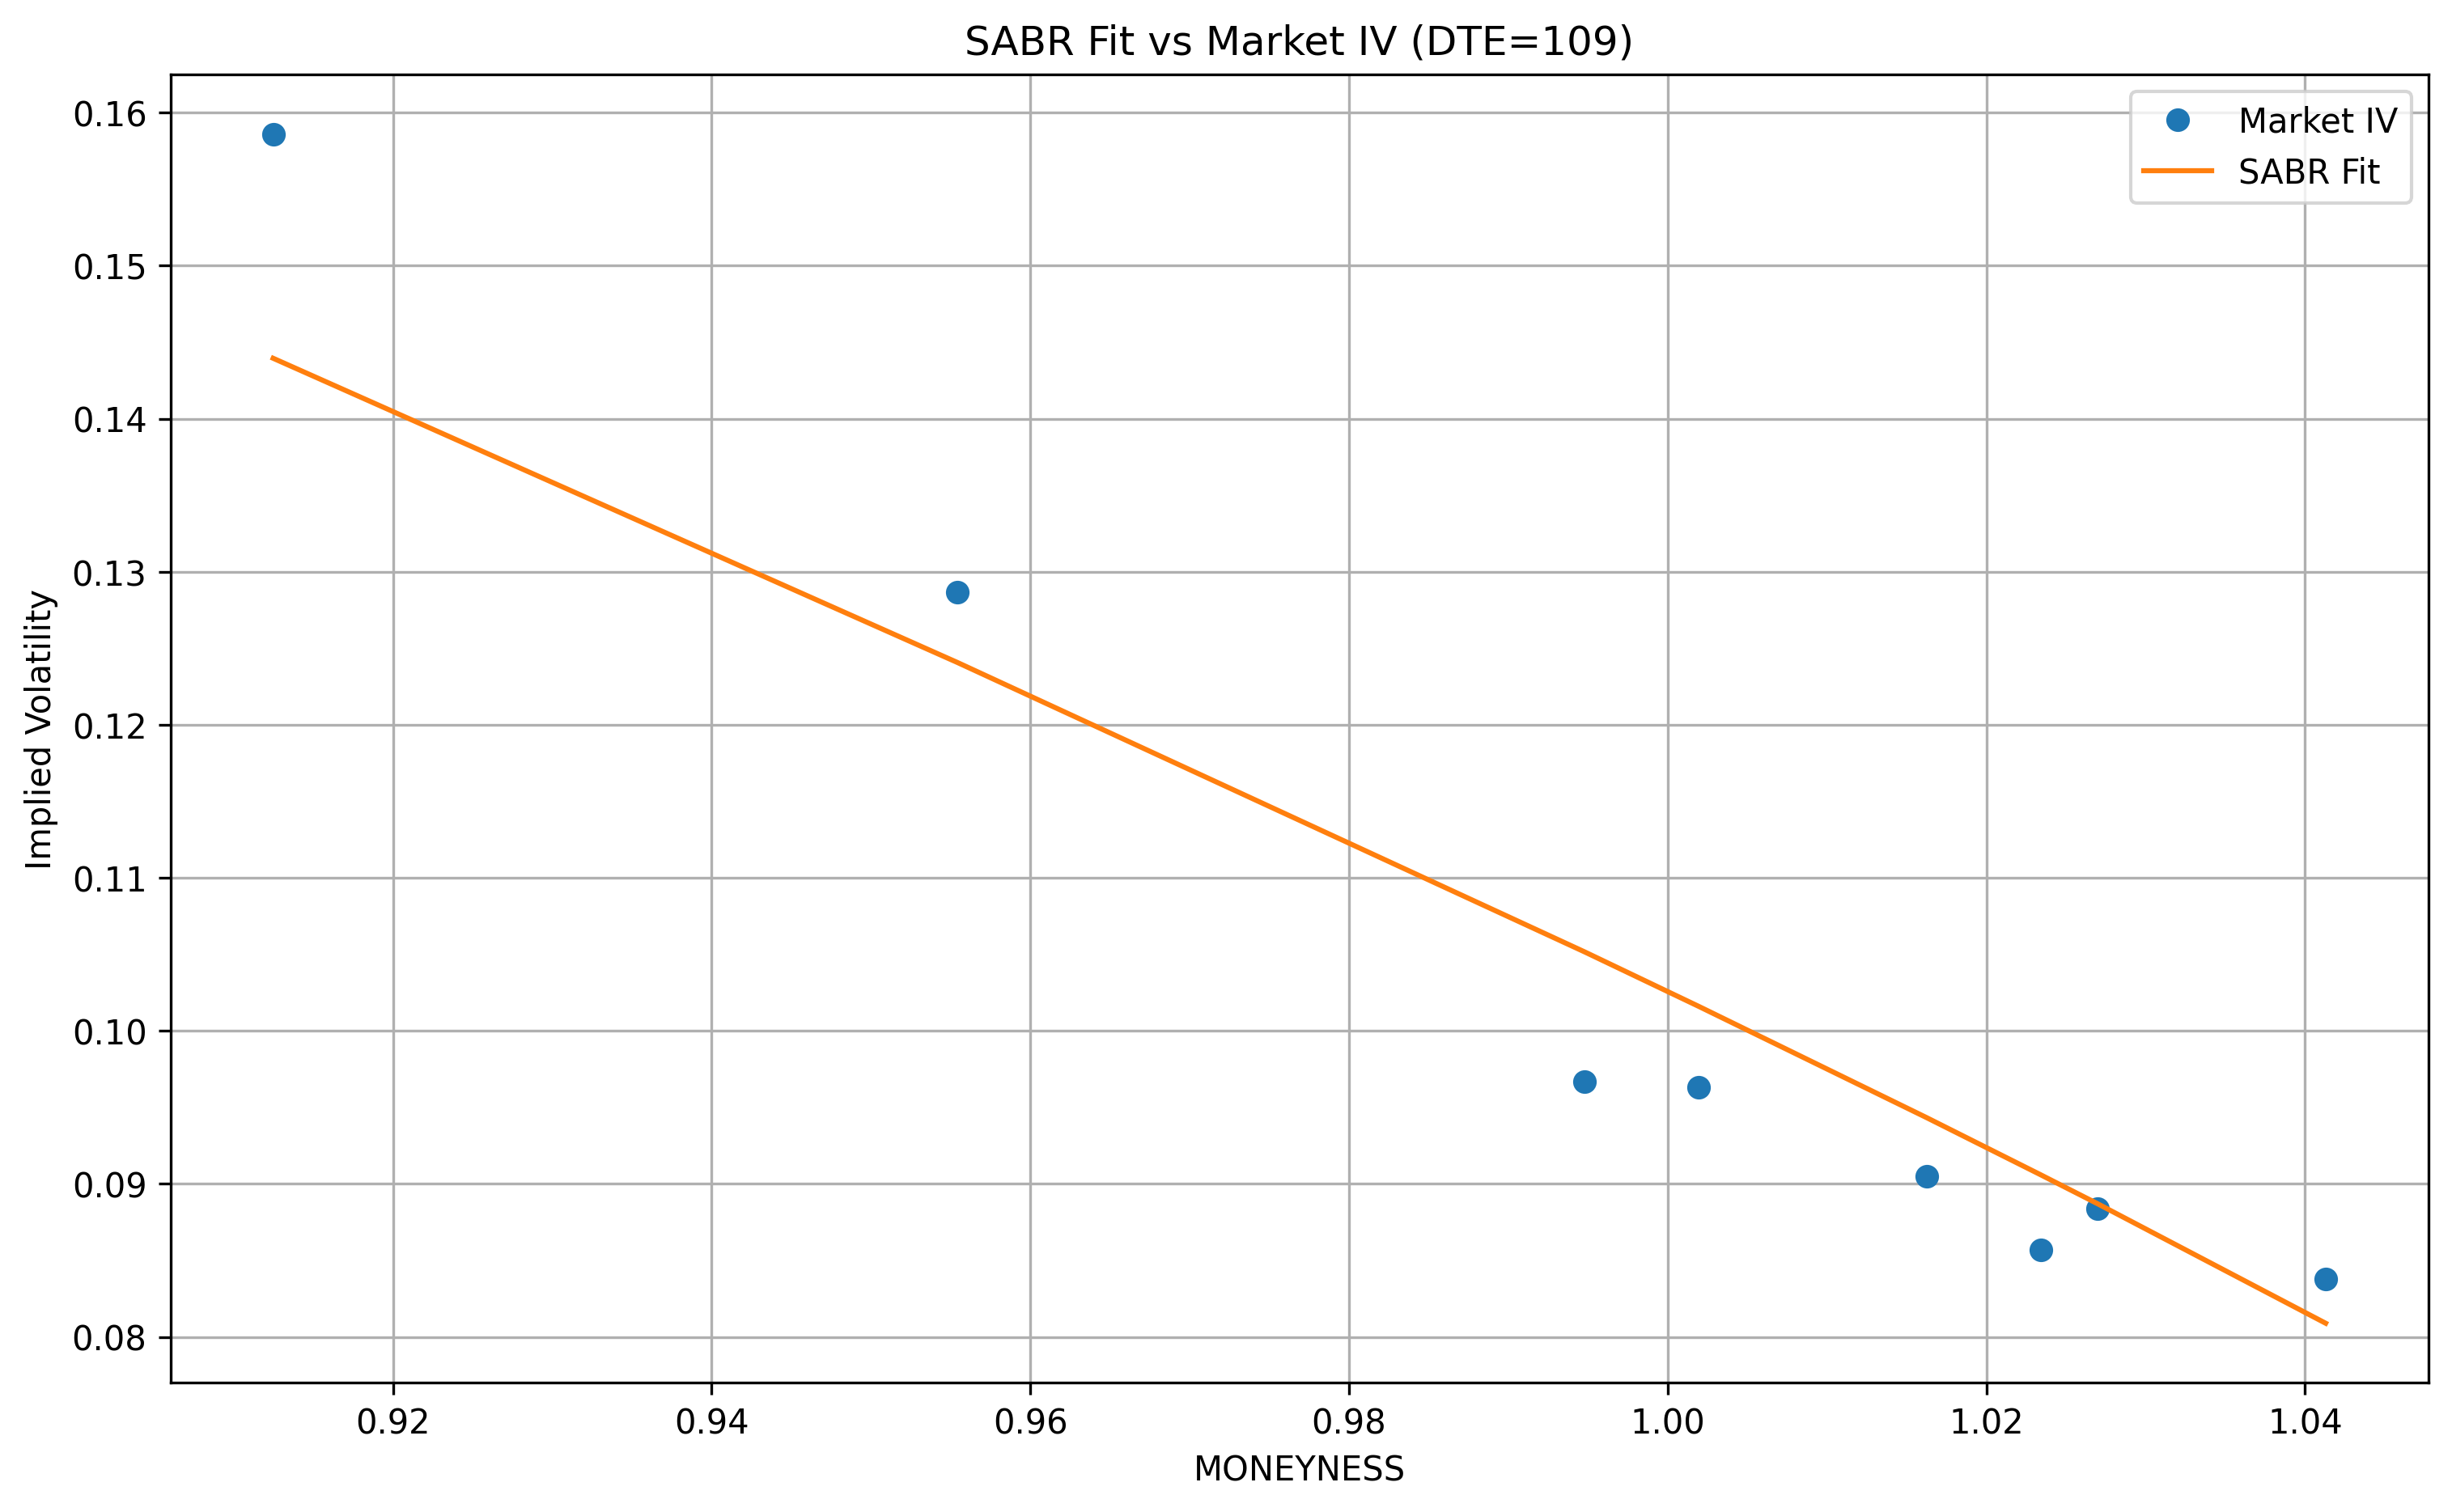 SABR Fit vs Market IV (DTE=109)
Market IV
SABR Fit
Implied Volatility
0.16
0.15
0.14
0.13
0.12
0.11
0.10
0.09
0.08
0.92 0.94 0.96 0.98 1.00 1.02 1.04
MONEYNESS